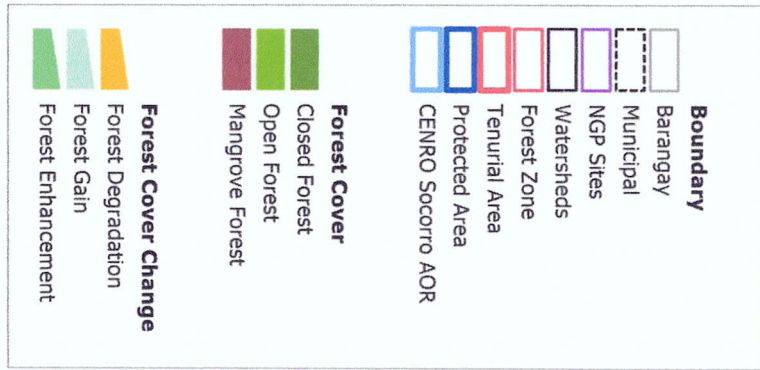 Boundary
Barangay
Municipal
NGP Sites
Watersheds
Forest Zone
Tenurial Area
Protected Area
CENRO Socorro AOR
Forest Cover
Closed Forest
Open Forest
Mangrove Forest
Forest Cover Change
Forest Degradation
Forest Gain
Forest Enhancement